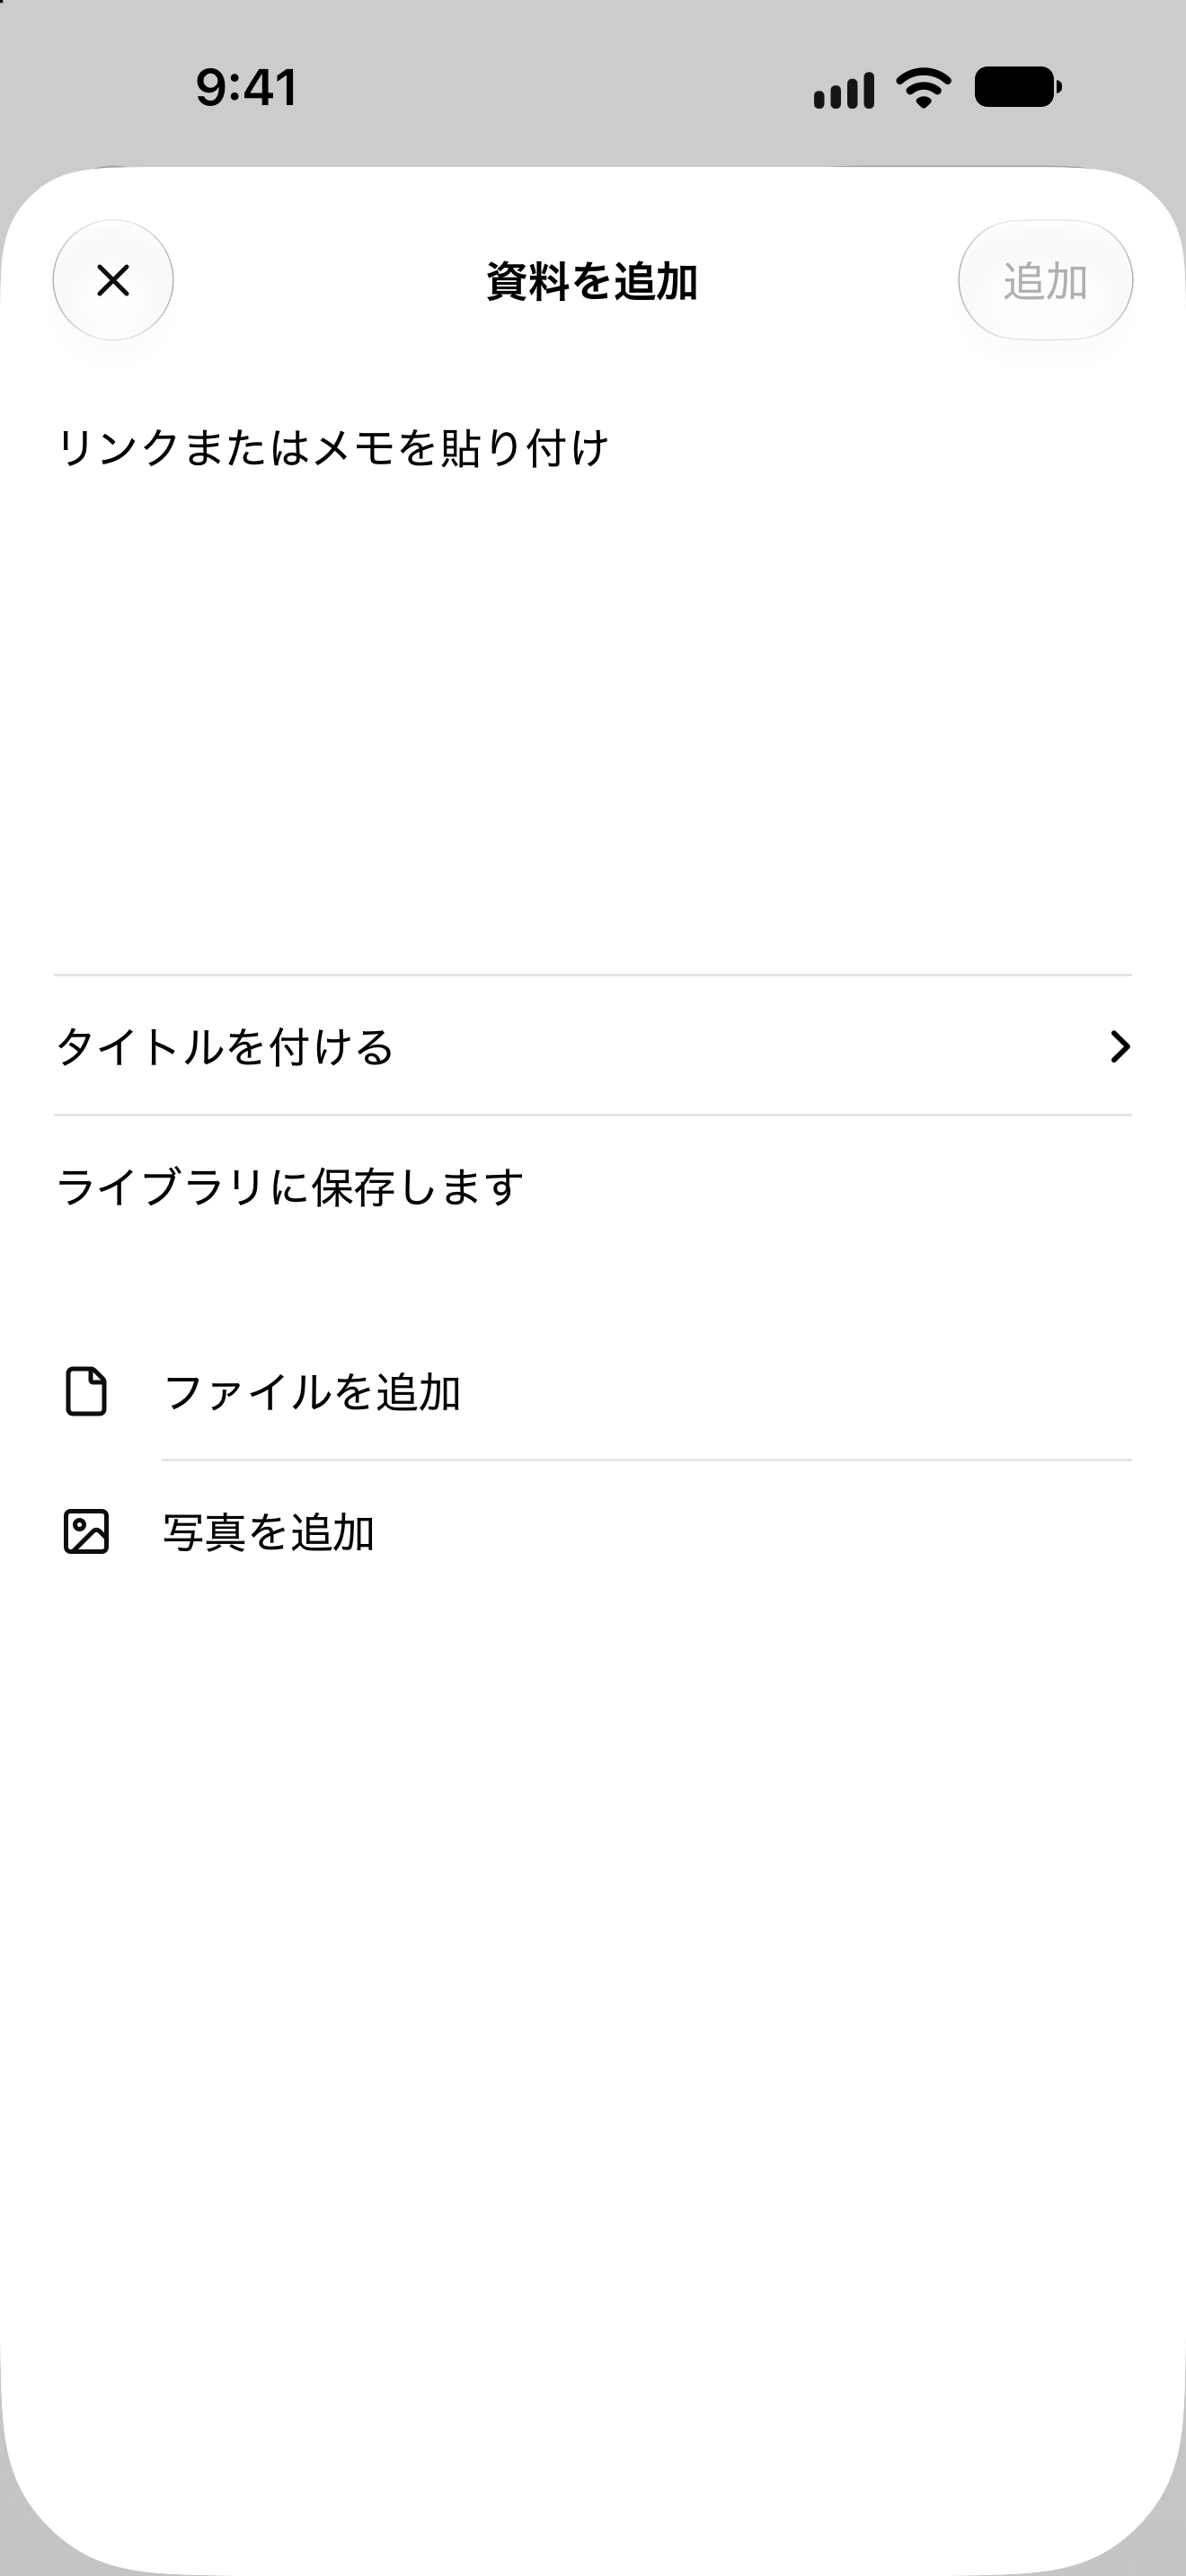 9:41
資料を追加
追加
リンクまたはメモを貼り付け
タイトルを付ける
ライブラリに保存します
ファイルを追加
写真を追加